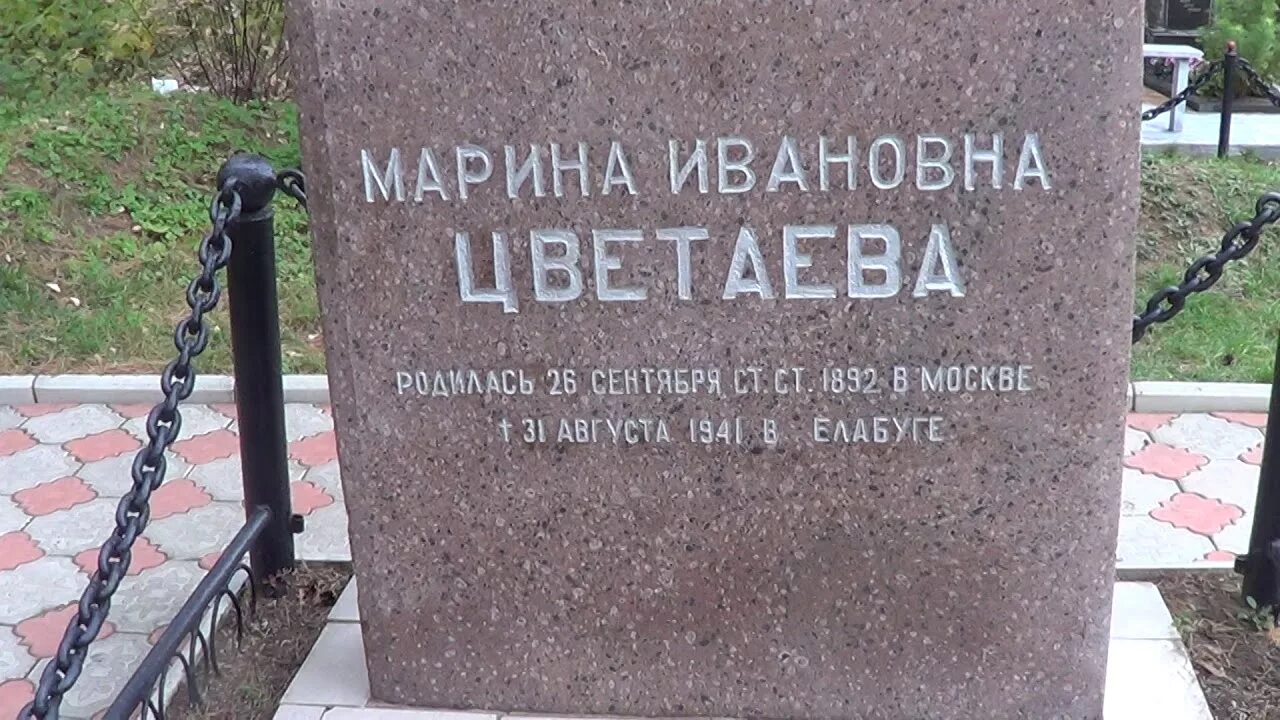 МАРИНА ИВАНОВНА
ЦВЕТАЕВА
РОДИЛАСЬ 26 СЕНТЯБРЯ СТ. СТ. 1892 В МОСКВЕ
† 31 АВГУСТА 1941 В ЕЛАБУГЕ